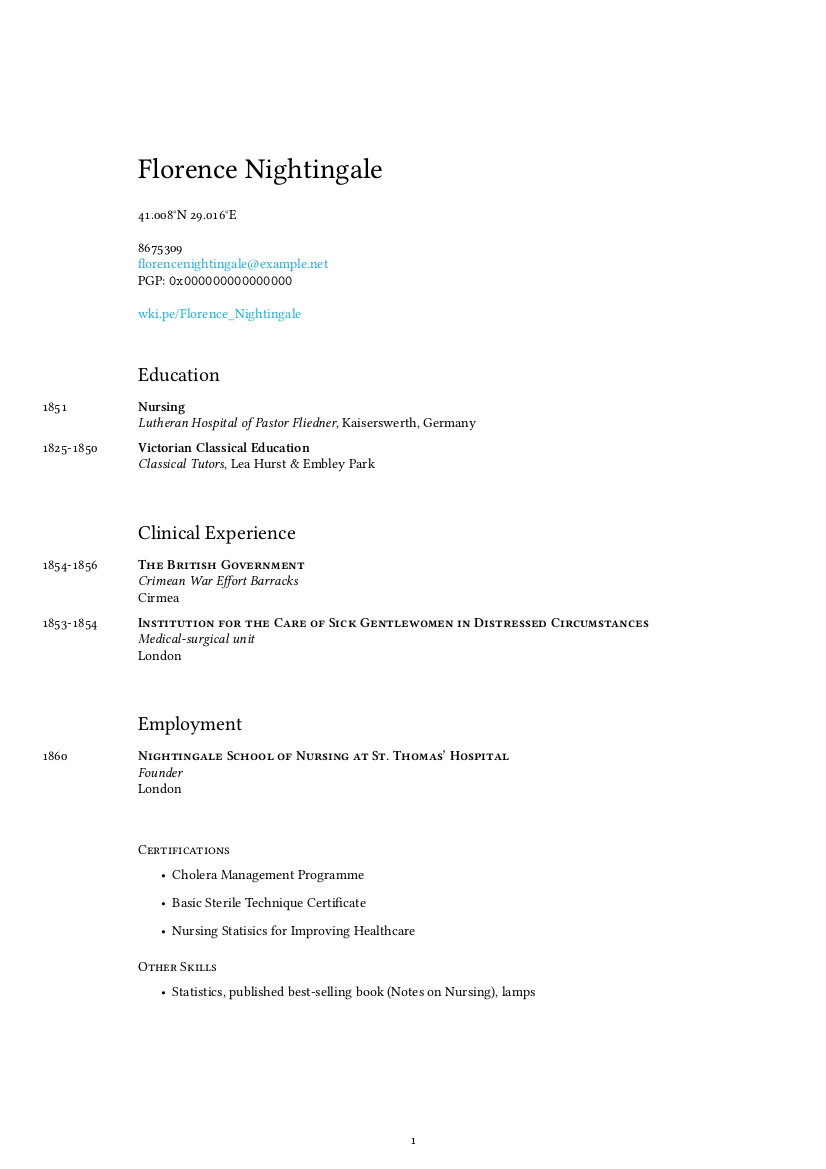 Florence Nightingale
41.008°N 29.016°E
8675309
florencenightingale@example.net
PGP: 0x000000000000000
wki.pe/Florence_Nightingale
Education
1851 Nursing
Lutheran Hospital of Pastor Fliedner, Kaiserswerth, Germany
1825-1850 Victorian Classical Education
Classical Tutors, Lea Hurst & Embley Park
Clinical Experience
1854-1856 The British Government
Crimean War Effort Barracks
Cirmea
1853-1854 Institution for the Care of Sick Gentlewomen in Distressed Circumstances
Medical-surgical unit
London
Employment
1860 Nightingale School of Nursing at St. Thomas’ Hospital
Founder
London
Certifications
• Cholera Management Programme
• Basic Sterile Technique Certificate
• Nursing Statisics for Improving Healthcare
Other Skills
• Statistics, published best-selling book (Notes on Nursing), lamps
1